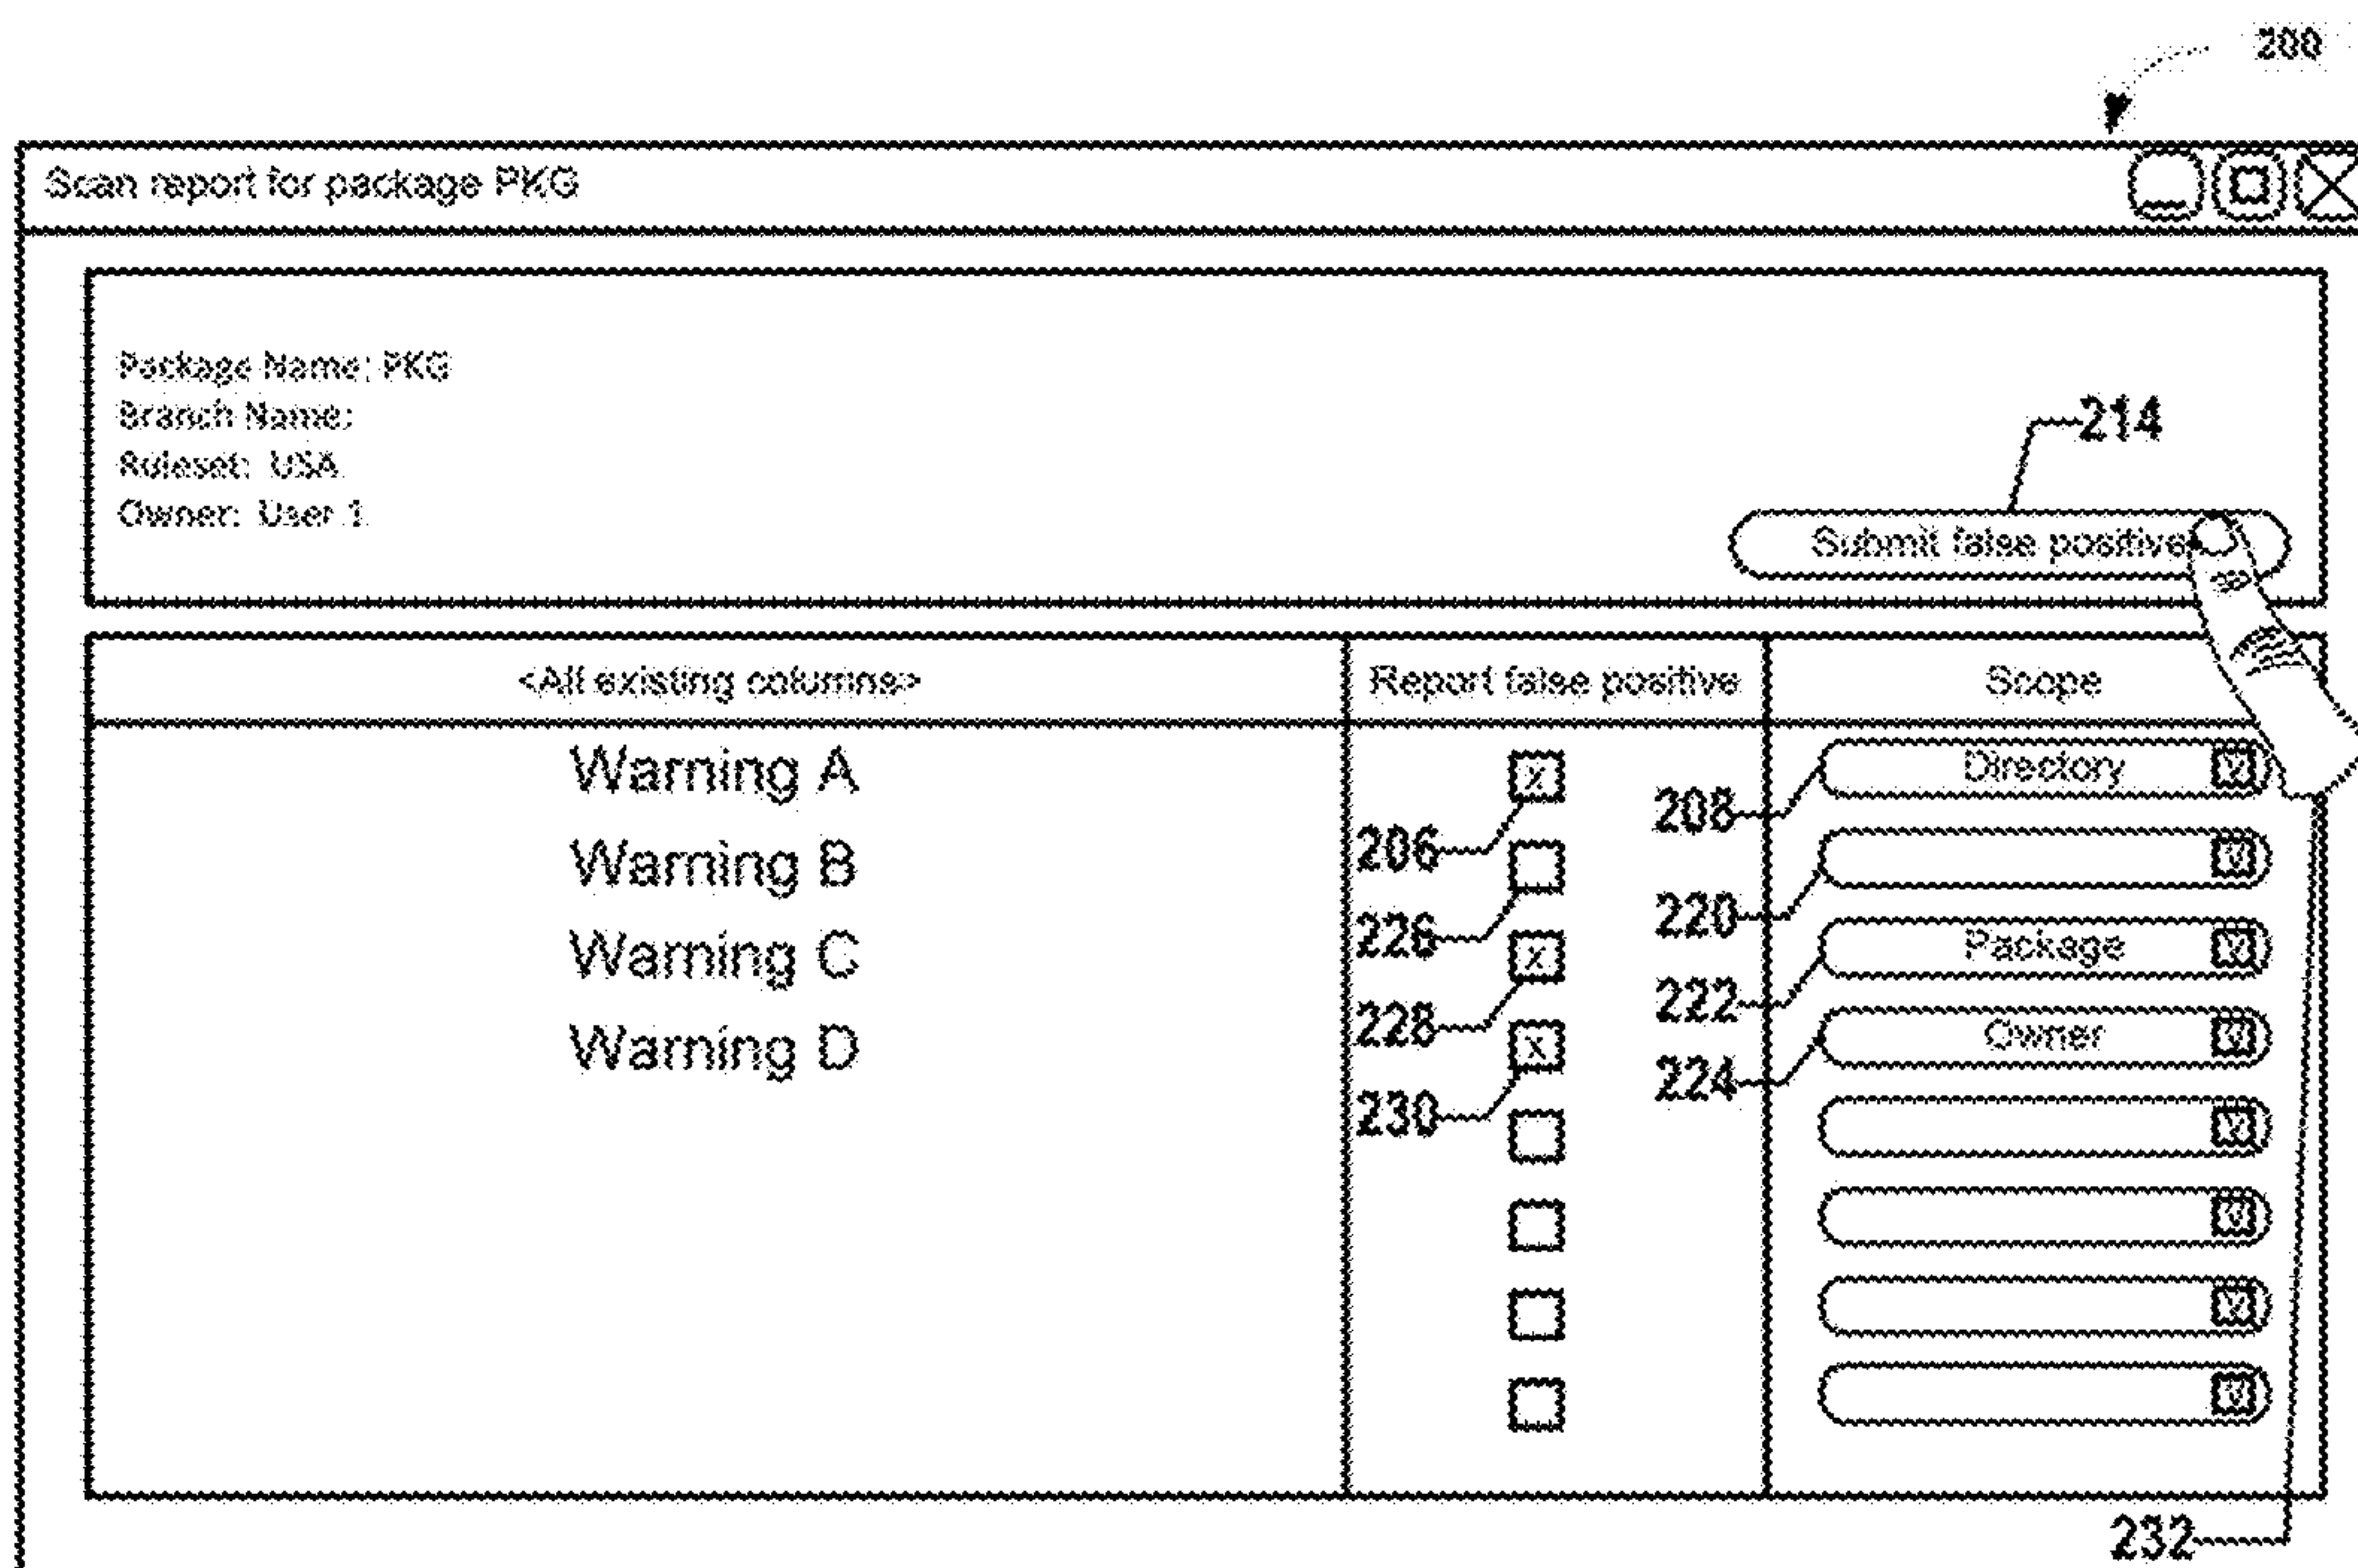 200
Scan report for package PKG
Package Name: PKG
Branch Name:
Ruleset: USA
Owner: User 1
214
Submit false positive
<All existing columns> Report false positive Scope
Warning A x Directory V
206 208
Warning B V
226 220
Warning C x Package V
228 222
Warning D x Owner V
230 224
V
V
V
V
232